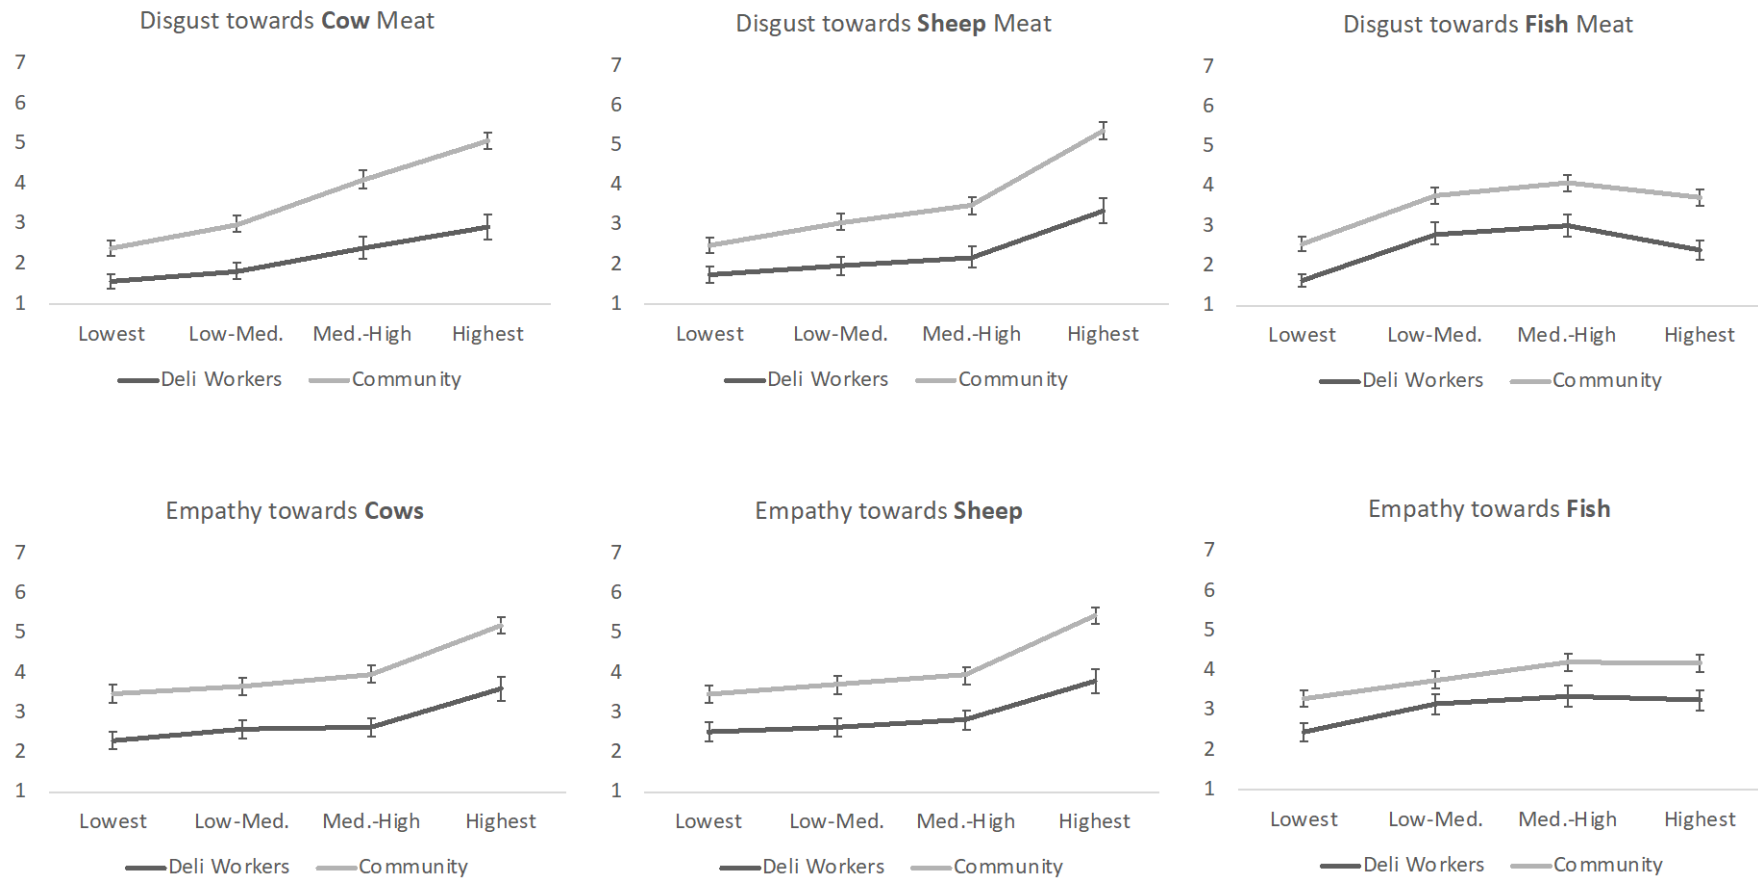 Disgust towards Cow Meat
7
6
5
4
3
2
1
Lowest Low-Med. Med.-High Highest
Deli Workers Community
Disgust towards Sheep Meat
7
6
5
4
3
2
1
Lowest Low-Med. Med.-High Highest
Deli Workers Community
Disgust towards Fish Meat
7
6
5
4
3
2
1
Lowest Low-Med. Med.-High Highest
Deli Workers Community
Empathy towards Cows
7
6
5
4
3
2
1
Lowest Low-Med. Med.-High Highest
Deli Workers Community
Empathy towards Sheep
7
6
5
4
3
2
1
Lowest Low-Med. Med.-High Highest
Deli Workers Community
Empathy towards Fish
7
6
5
4
3
2
1
Lowest Low-Med. Med.-High Highest
Deli Workers Community